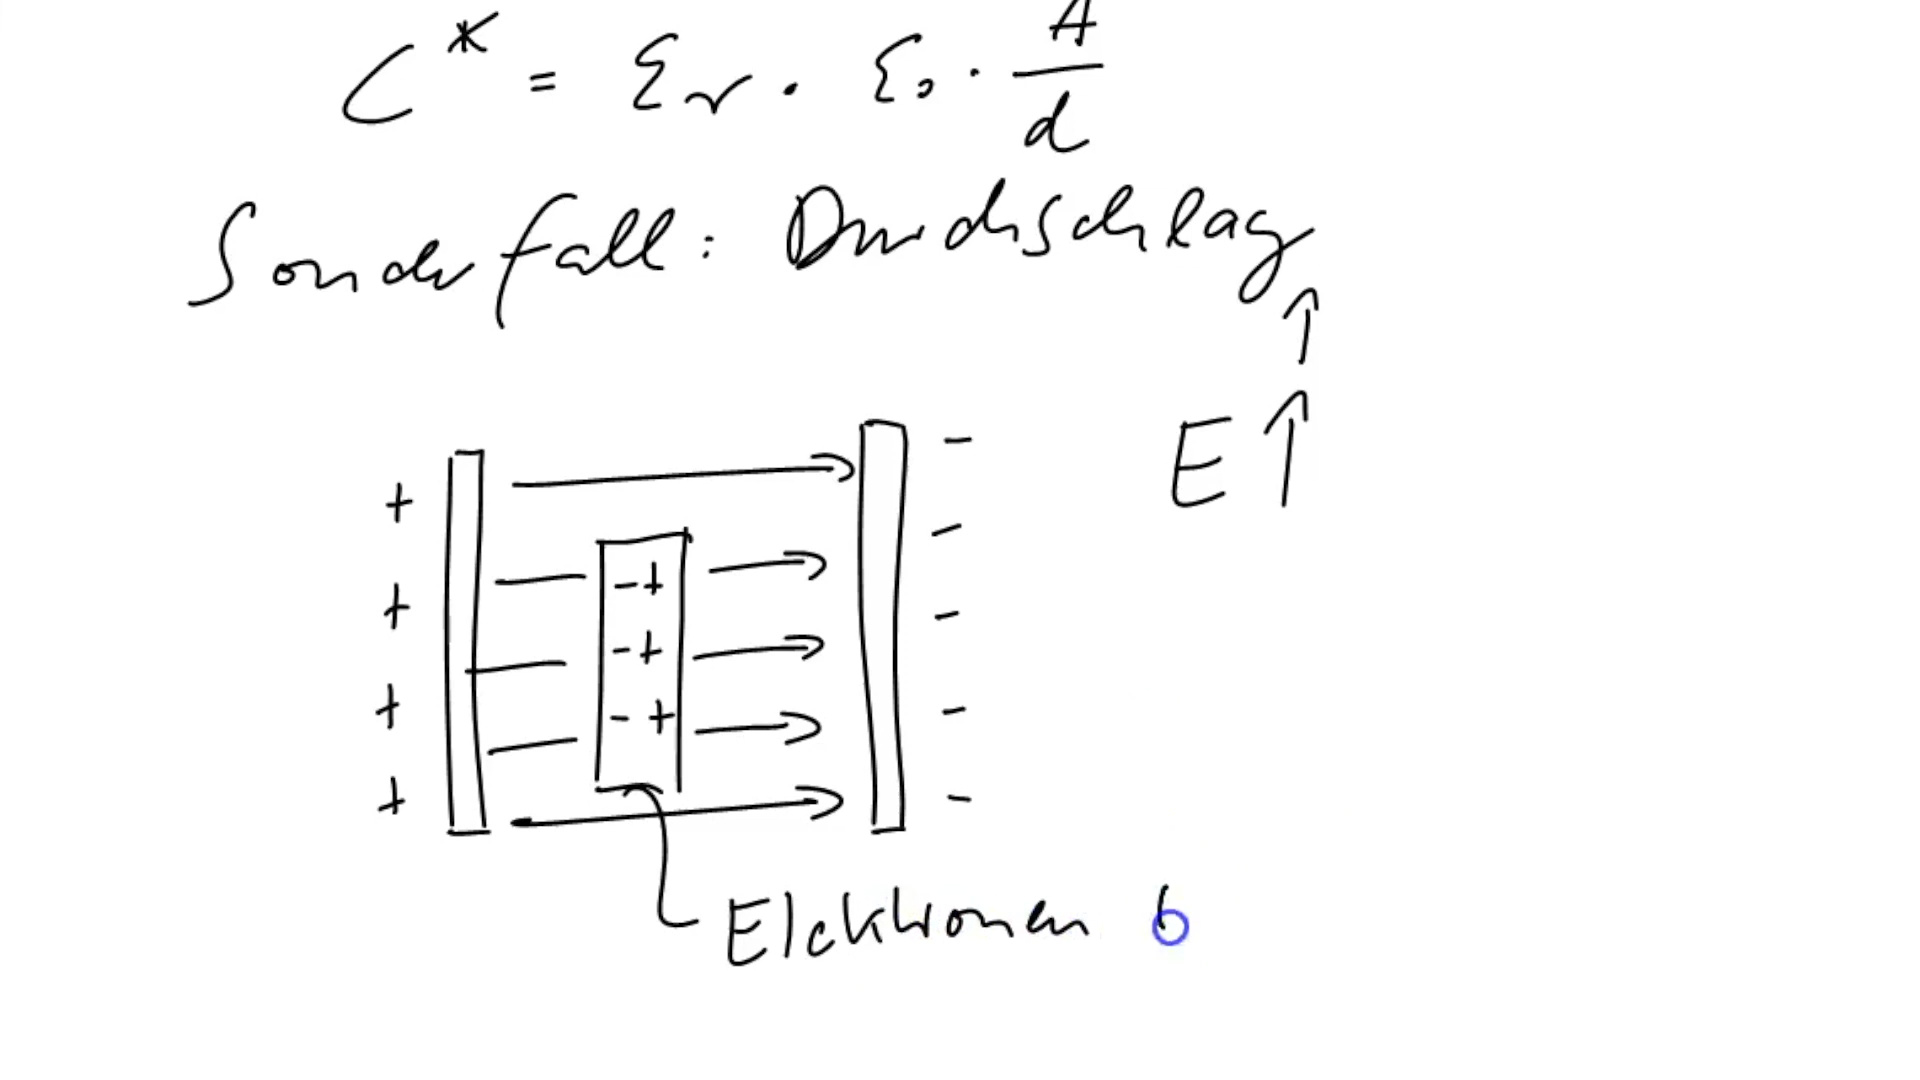 C* = εr · ε0 · A/d
Sonderfall: Durchschlag
↑
E↑
+ -
+ -+ -
+ -+ -
+ -+ -
+ -
Elektronen